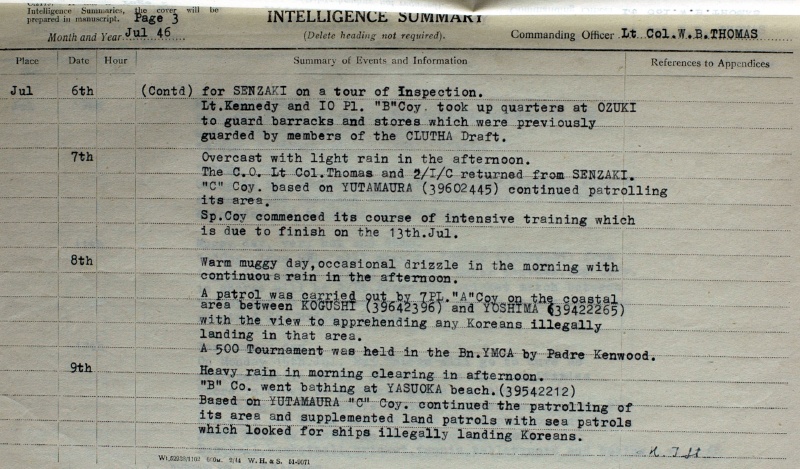 Intelligence Summaries, the cover will be
prepared in manuscript. Page 3
INTELLIGENCE SUMMARY
Month and Year Jul 46
(Delete heading not required).
Commanding Officer Lt Col.W.B.THOMAS
Place Date Hour Summary of Events and Information References to Appendices
Jul 6th (Contd) for SENZAKI on a tour of Inspection.
Lt.Kennedy and IO Pl. "B"Coy. took up quarters at OZUKI
to guard barracks and stores which were previously
guarded by members of the CLUTHA Draft.
7th Overcast with light rain in the afternoon.
The C.O. Lt Col.Thomas and 2/I/C returned from SENZAKI.
"C" Coy. based on YUTAMAURA (39602445) continued patrolling
its area.
Sp.Coy commenced its course of intensive training which
is due to finish on the 13th.Jul.
8th Warm muggy day,occasional drizzle in the morning with
continuous rain in the afternoon.
A patrol was carried out by 7PL."A"Coy on the coastal
area between KOGUSHI (39642396) and YOSHIMA (39422265)
with the view to apprehending any Koreans illegally
landing in that area.
A 500 Tournament was held in the Bn.YMCA by Padre Kenwood.
9th Heavy rain in morning clearing in afternoon.
"B" Co. went bathing at YASUOKA beach.(39542212)
Based on YUTAMAURA "C" Coy. continued the patrolling of
its area and supplemented land patrols with sea patrols
which looked for ships illegally landing Koreans.
W. H. & S. 51-9071